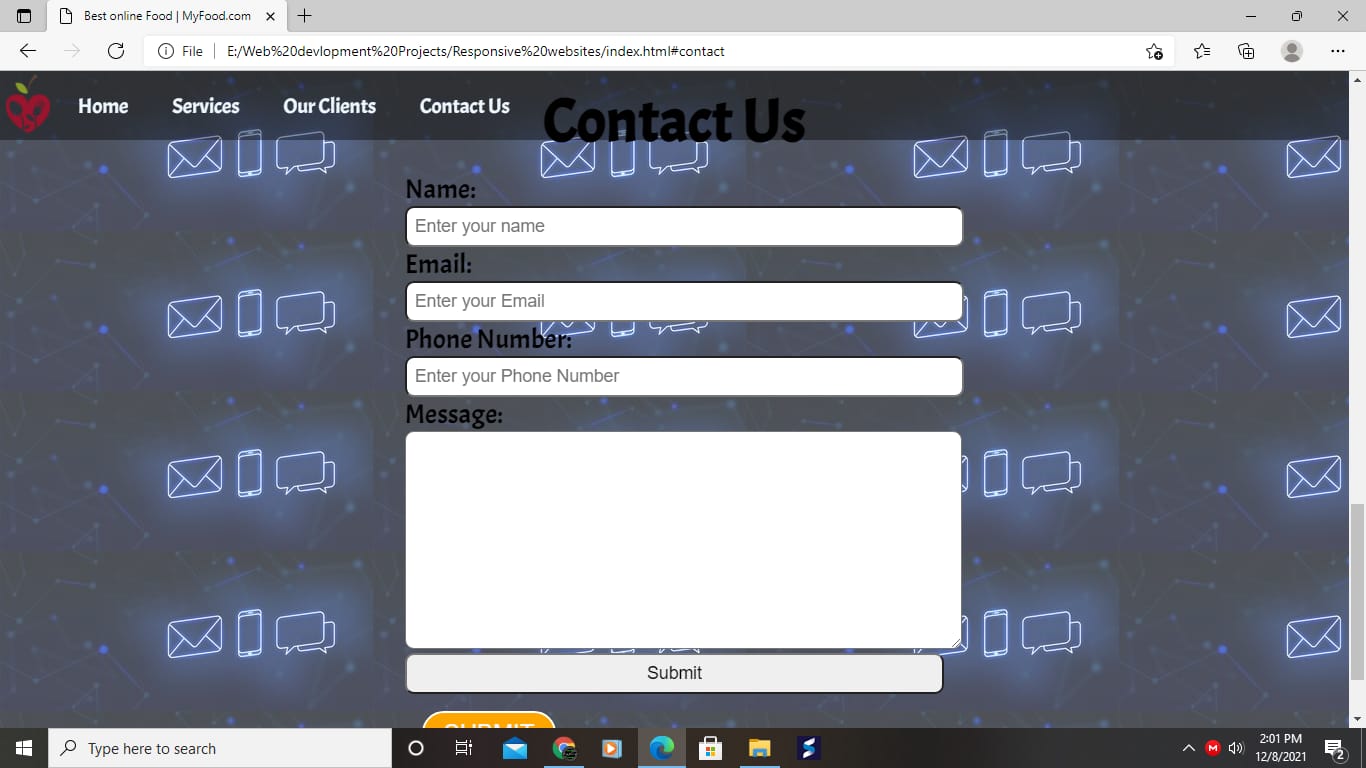 Best online Food | MyFood.com
File
E:/Web%20devlopment%20Projects/Responsive%20websites/index.html#contact
Home Services Our Clients Contact Us
Contact Us
Name:
Enter your name
Email:
Enter your Email
Phone Number:
Enter your Phone Number
Message:
Submit
SUBMIT
Type here to search
2:01 PM
12/8/2021
2